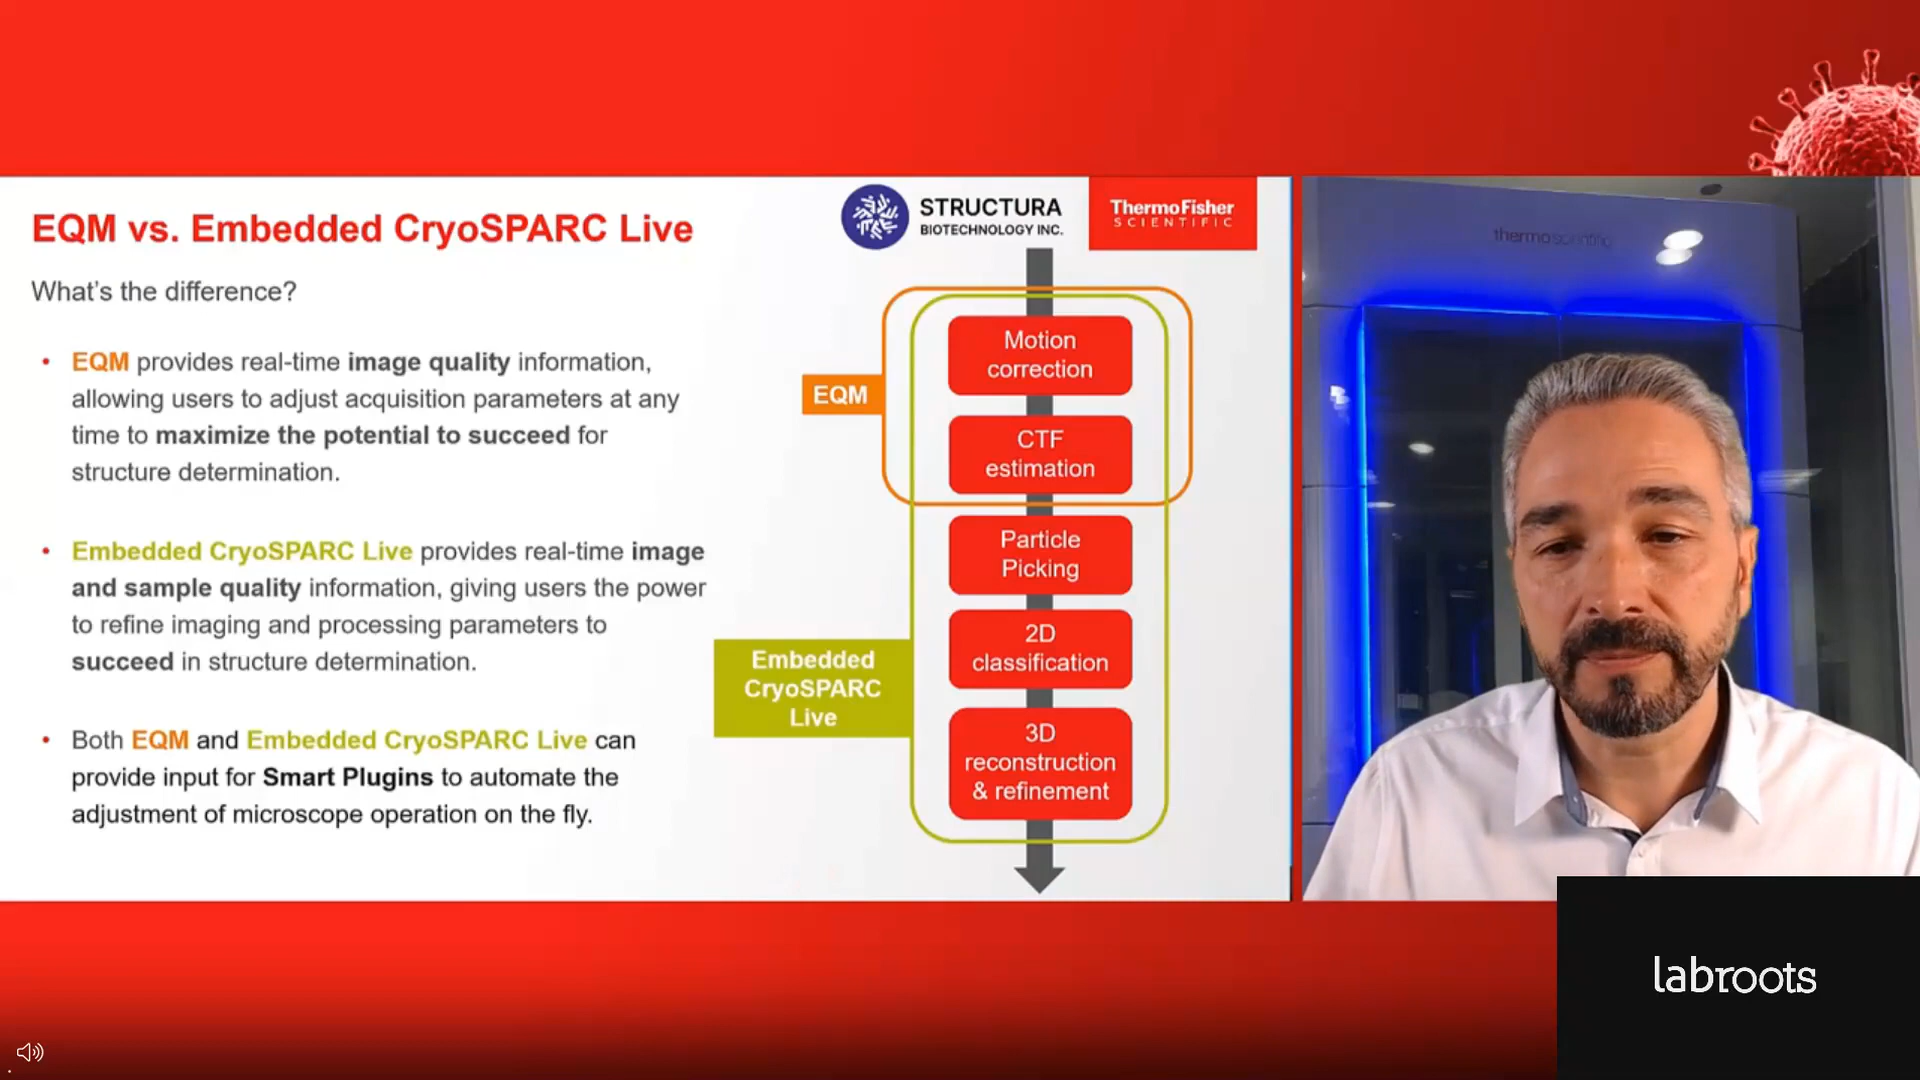 EQM vs. Embedded CryoSPARC Live
STRUCTURA
BIOTECHNOLOGY INC.
ThermoFisher
SCIENTIFIC
What's the difference?
• EQM provides real-time image quality information,
allowing users to adjust acquisition parameters at any
time to maximize the potential to succeed for
structure determination.
• Embedded CryoSPARC Live provides real-time image
and sample quality information, giving users the power
to refine imaging and processing parameters to
succeed in structure determination.
• Both EQM and Embedded CryoSPARC Live can
provide input for Smart Plugins to automate the
adjustment of microscope operation on the fly.
EQM
Embedded
CryoSPARC
Live
Motion
correction
CTF
estimation
Particle
Picking
2D
classification
3D
reconstruction
& refinement
thermo scientific
labroots